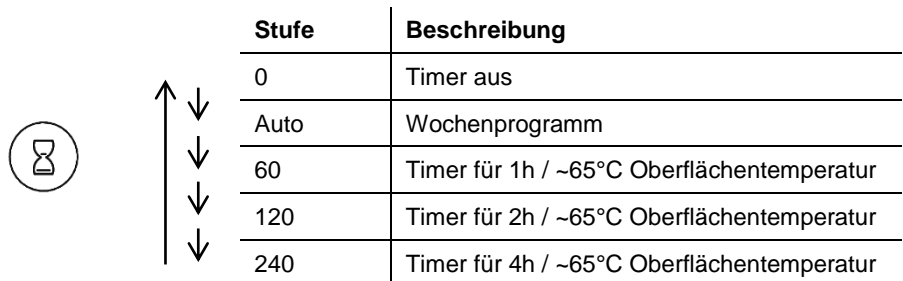 Stufe Beschreibung
0 Timer aus
Auto Wochenprogramm
60 Timer für 1h / ~65°C Oberflächentemperatur
120 Timer für 2h / ~65°C Oberflächentemperatur
240 Timer für 4h / ~65°C Oberflächentemperatur